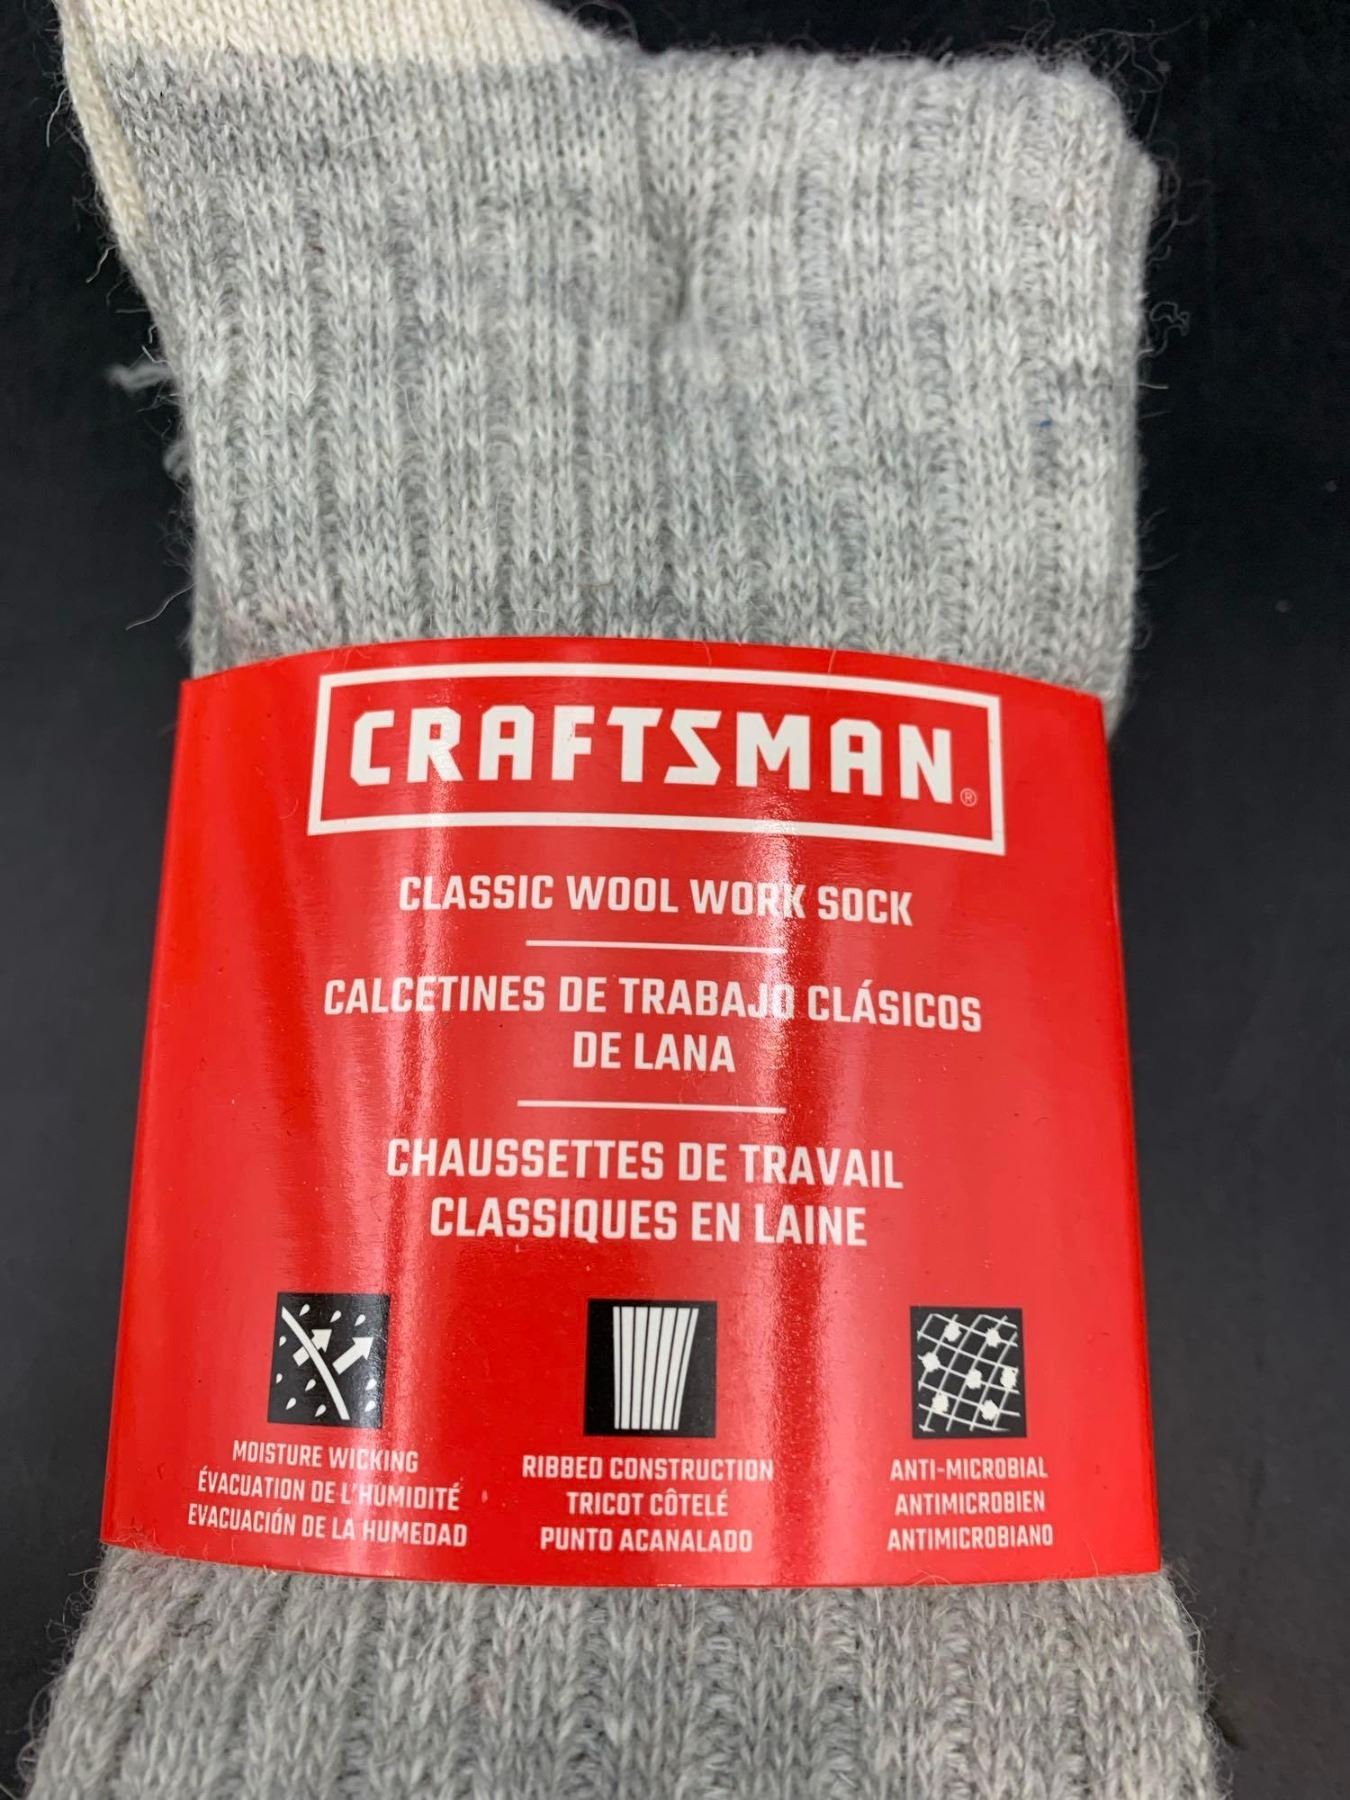 CRAFTSMAN®
CLASSIC WOOL WORK SOCK
CALCETINES DE TRABAJO CLÁSICOS
DE LANA
CHAUSSETTES DE TRAVAIL
CLASSIQUES EN LAINE
MOISTURE WICKING
ÉVACUATION DE L'HUMIDITÉ
EVACUACIÓN DE LA HUMEDAD
RIBBED CONSTRUCTION
TRICOT CÔTELÉ
PUNTO ACANALADO
ANTI-MICROBIAL
ANTIMICROBIEN
ANTIMICROBIANO